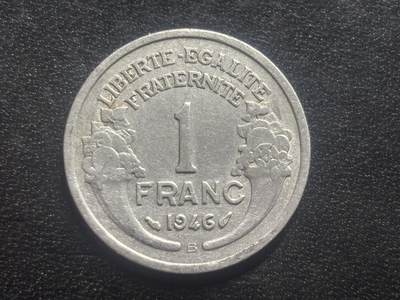 LIBERTE·EGALITE
FRATERNITE
1
FRANC
1946
B